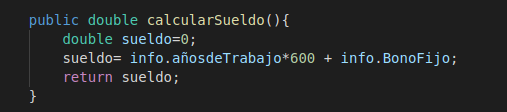 public double calcularSueldo(){
double sueldo=0;
sueldo= info.añosdeTrabajo*600 + info.BonoFijo;
return sueldo;
}